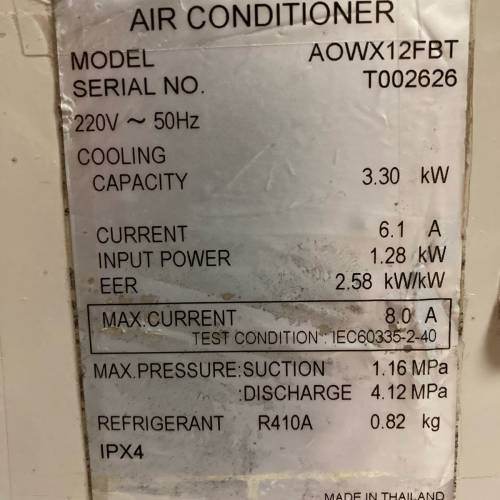 AIR CONDITIONER
MODEL AOWX12FBT
SERIAL NO. T002626
220V ~ 50Hz
COOLING
CAPACITY 3.30 kW
CURRENT 6.1 A
INPUT POWER 1.28 kW
EER 2.58 kW/kW
MAX.CURRENT 8.0 A
TEST CONDITION : IEC60335-2-40
MAX.PRESSURE:SUCTION 1.16 MPa
:DISCHARGE 4.12 MPa
REFRIGERANT R410A 0.82 kg
IPX4
MADE IN THAILAND